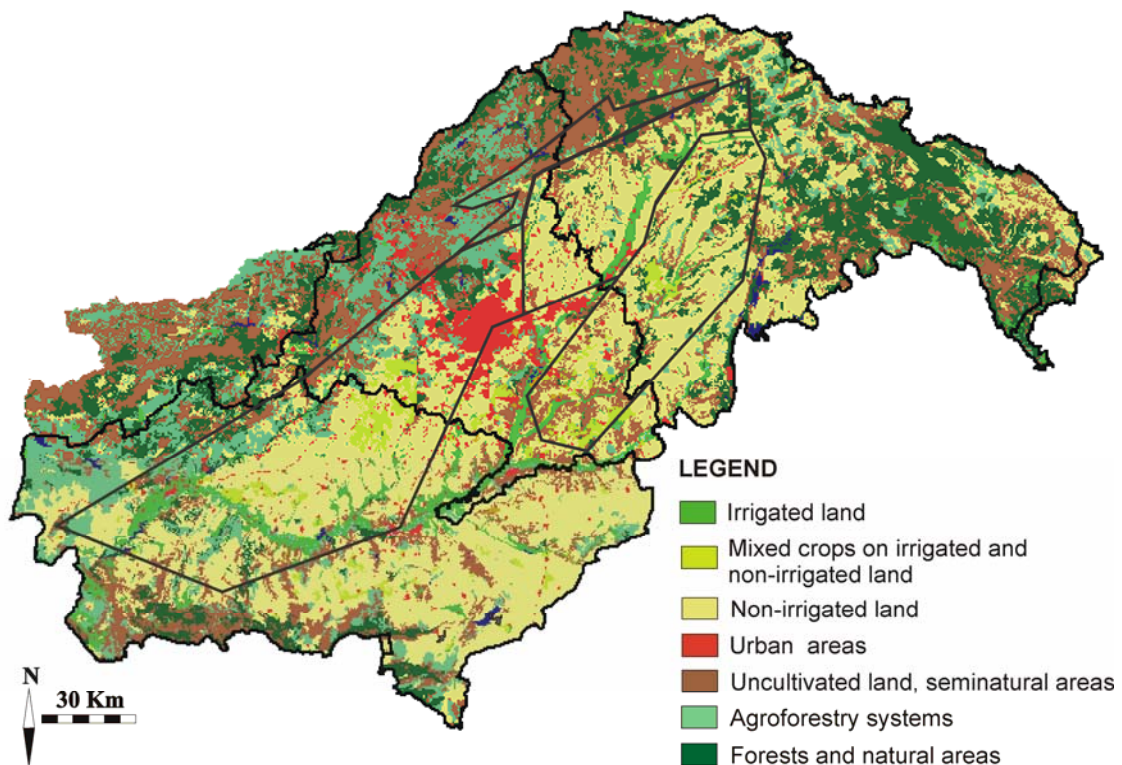 LEGEND
Irrigated land
Mixed crops on irrigated and
non-irrigated land
Non-irrigated land
Urban areas
Uncultivated land, seminatural areas
Agroforestry systems
Forests and natural areas
N
30 Km